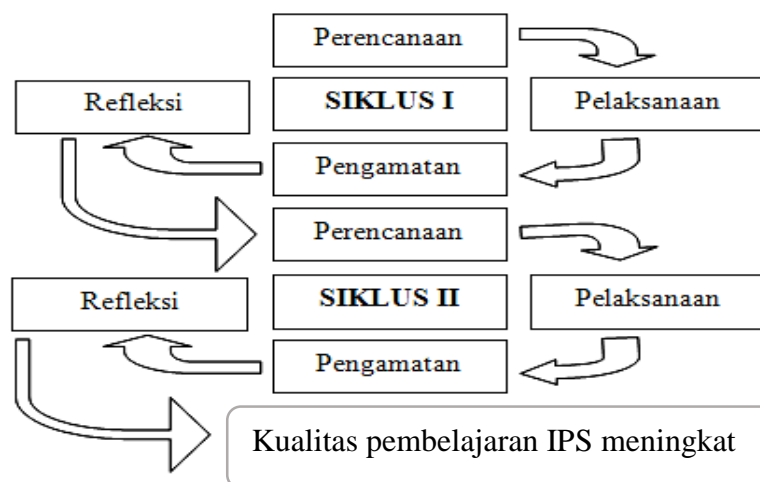 Perencanaan
Refleksi
SIKLUS I
Pelaksanaan
Pengamatan
Perencanaan
Refleksi
SIKLUS II
Pelaksanaan
Pengamatan
Kualitas pembelajaran IPS meningkat